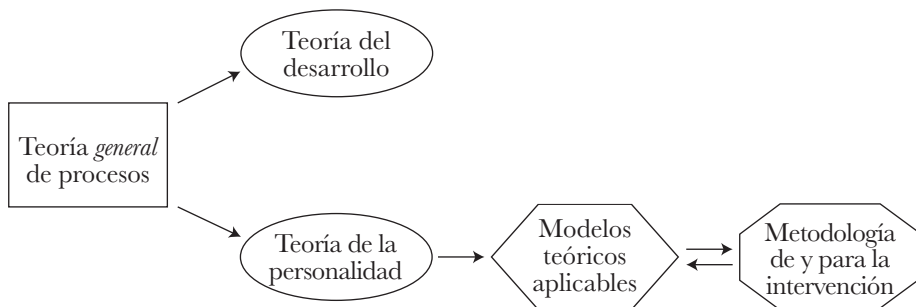 Teoría del
desarrollo
Teoría general
de procesos
Teoría de la
personalidad
Modelos
teóricos
aplicables
Metodología
de y para la
intervención